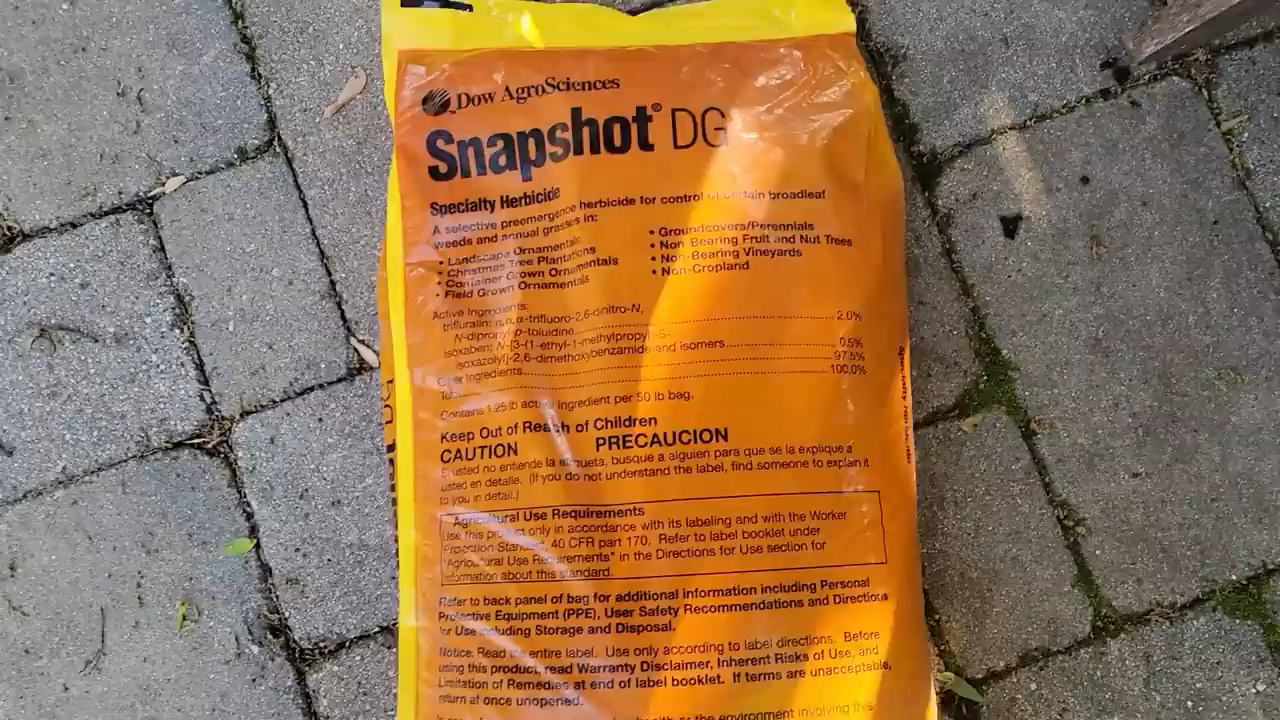 Dow AgroSciences
Snapshot® DG
Specialty Herbicide
A selective preemergence herbicide for control of certain broadleaf
weeds and annual grasses in:
• Landscape Ornamentals
• Christmas Tree Plantations
• Container Grown Ornamentals
• Field Grown Ornamentals
• Groundcovers/Perennials
• Non Bearing Fruit and Nut Trees
• Non-Bearing Vineyards
• Non-Cropland
Active Ingredients:
trifluralin: α,α,α-trifluoro-2,6-dinitro-N,
N-dipropyl-p-toluidine 2.0%
isoxaben: N-[3-(1-ethyl-1-methylpropyl)-5-
isoxazolyl]-2,6-dimethoxybenzamide and isomers 0.5%
Other Ingredients 97.5%
Total 100.0%
Contains 1.25 lb active ingredient per 50 lb bag.
Keep Out of Reach of Children
CAUTION PRECAUCION
Si usted no entiende la etiqueta, busque a alguien para que se la explique a
usted en detalle. (If you do not understand the label, find someone to explain it
to you in detail.)
Agricultural Use Requirements
Use this product only in accordance with its labeling and with the Worker
Protection Standard, 40 CFR part 170. Refer to label booklet under
"Agricultural Use Requirements" in the Directions for Use section for
information about this standard.
Refer to back panel of bag for additional information including Personal
Protective Equipment (PPE), User Safety Recommendations and Directions
for Use including Storage and Disposal.
Notice: Read the entire label. Use only according to label directions. Before
using this product, read Warranty Disclaimer, Inherent Risks of Use, and
Limitation of Remedies at end of label booklet. If terms are unacceptable,
return at once unopened.
health or the environment involving this